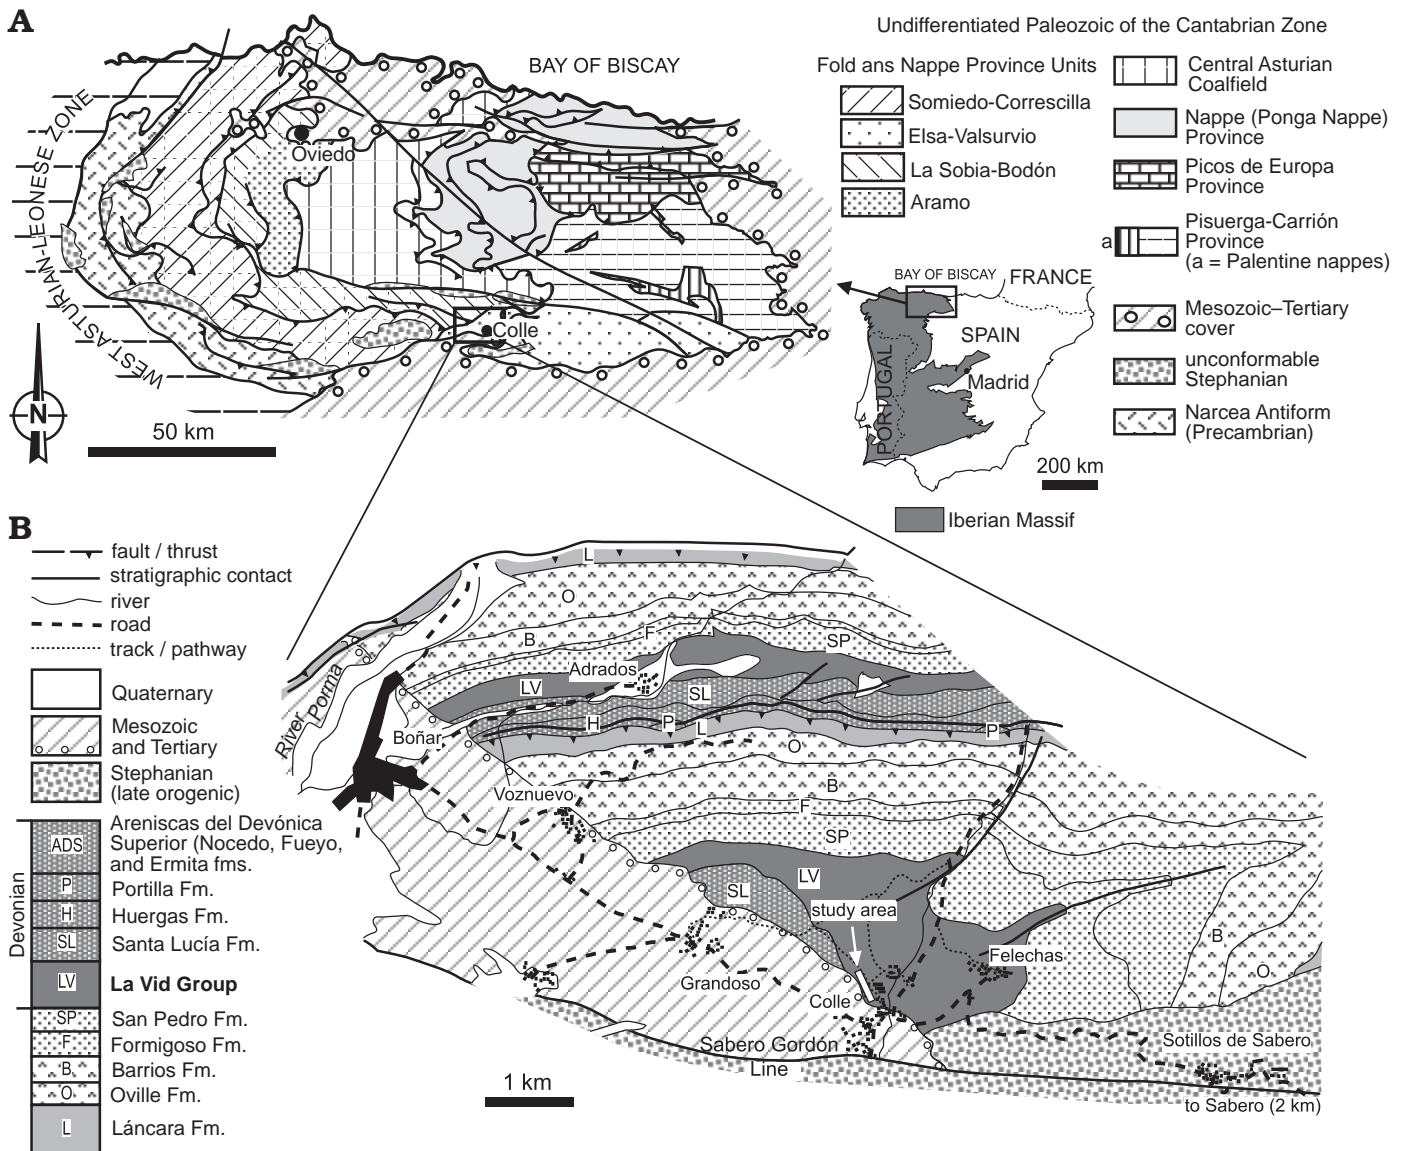 A
Undifferentiated Paleozoic of the Cantabrian Zone
Fold ans Nappe Province Units
Somiedo-Correscilla
Elsa-Valsurvio
La Sobia-Bodón
Aramo
Central Asturian
Coalfield
Nappe (Ponga Nappe)
Province
Picos de Europa
Province
a
Pisuerga-Carrión
Province
(a = Palentine nappes)
Mesozoic–Tertiary
cover
unconformable
Stephanian
Narcea Antiform
(Precambrian)
BAY OF BISCAY
WEST ASTURIAN-LEONESE ZONE
Oviedo
Colle
N
50 km
BAY OF BISCAY
FRANCE
SPAIN
Madrid
PORTUGAL
200 km
Iberian Massif
B
fault / thrust
stratigraphic contact
river
road
track / pathway
Quaternary
Mesozoic
and Tertiary
Stephanian
(late orogenic)
Devonian
ADS
Areniscas del Devónica
Superior (Nocedo, Fueyo,
and Ermita fms.
P
Portilla Fm.
H
Huergas Fm.
SL
Santa Lucía Fm.
LV
La Vid Group
SP
San Pedro Fm.
F
Formigoso Fm.
B
Barrios Fm.
O
Oville Fm.
L
Láncara Fm.
L
O
B
F
SP
Adrados
LV
SL
River Porma
Boñar
H
P
L
P
O
Voznuevo
B
F
SP
LV
SL
study area
B
Felechas
O
Grandoso
Colle
Sabero Gordón
Line
Sotillos de Sabero
1 km
to Sabero (2 km)